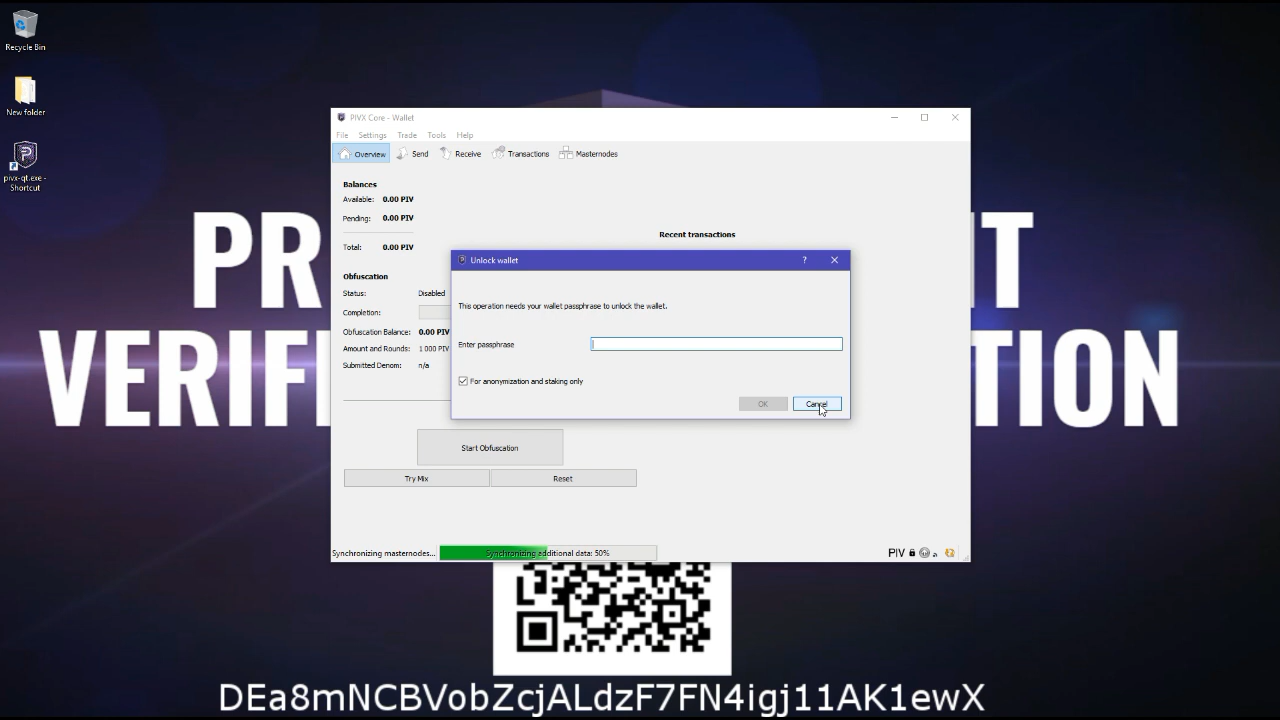 Recycle Bin
New folder
pivx-qt.exe -
Shortcut
PIVX Core - Wallet
File Settings Trade Tools Help
Overview Send Receive Transactions Masternodes
Balances
Available: 0.00 PIV
Pending: 0.00 PIV
Total: 0.00 PIV
Recent transactions
Obfuscation
Status: Disabled
Completion:
Obfuscation Balance: 0.00 PIV
Amount and Rounds: 1 000 PIV
Submitted Denom: n/a
Unlock wallet ?
This operation needs your wallet passphrase to unlock the wallet.
Enter passphrase
For anonymization and staking only
OK Cancel
Start Obfuscation
Try Mix Reset
Synchronizing masternodes... Synchronizing additional data: 50% PIV
PR T
VERIF TION
DEa8mNCBVobZcjALdzF7FN4igj11AK1ewX